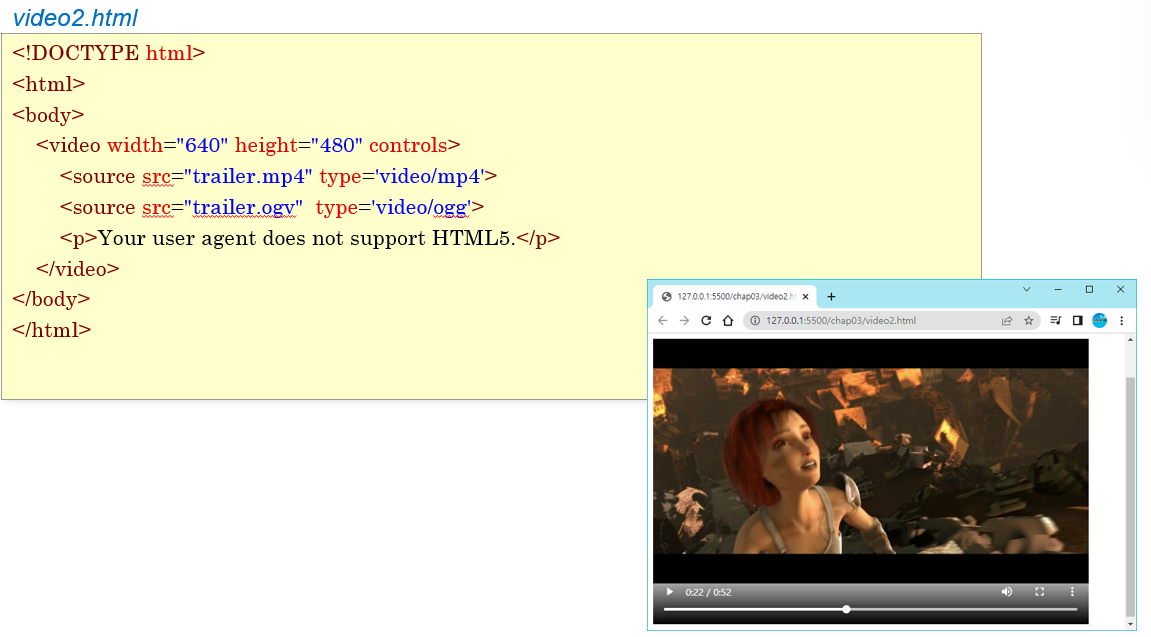 video2.html
<!DOCTYPE html>
<html>
<body>
<video width="640" height="480" controls>
<source src="trailer.mp4" type='video/mp4'>
<source src="trailer.ogv"  type='video/ogg'>
<p>Your user agent does not support HTML5.</p>
</video>
</body>
</html>
127.0.0.1:5500/chap03/video2.h
127.0.0.1:5500/chap03/video2.html
0:22 / 0:52